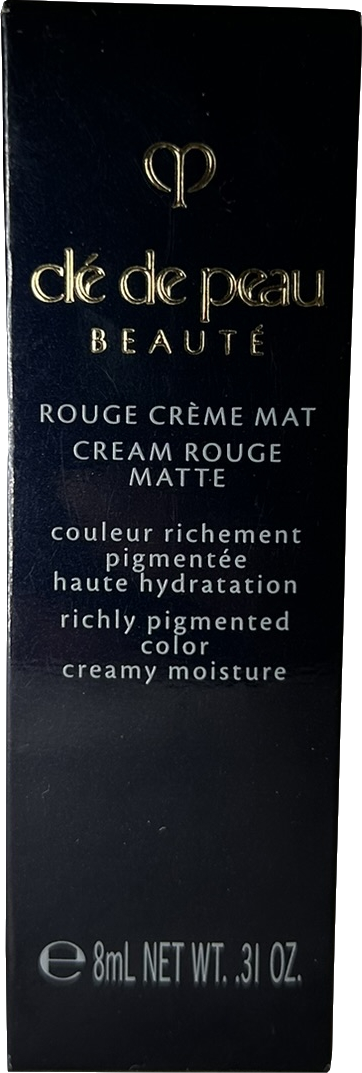 clé de peau
BEAUTÉ
ROUGE CRÈME MAT
CREAM ROUGE
MATTE
couleur richement
pigmentée
haute hydratation
richly pigmented
color
creamy moisture
℮ 8mL NET WT. .31 OZ.